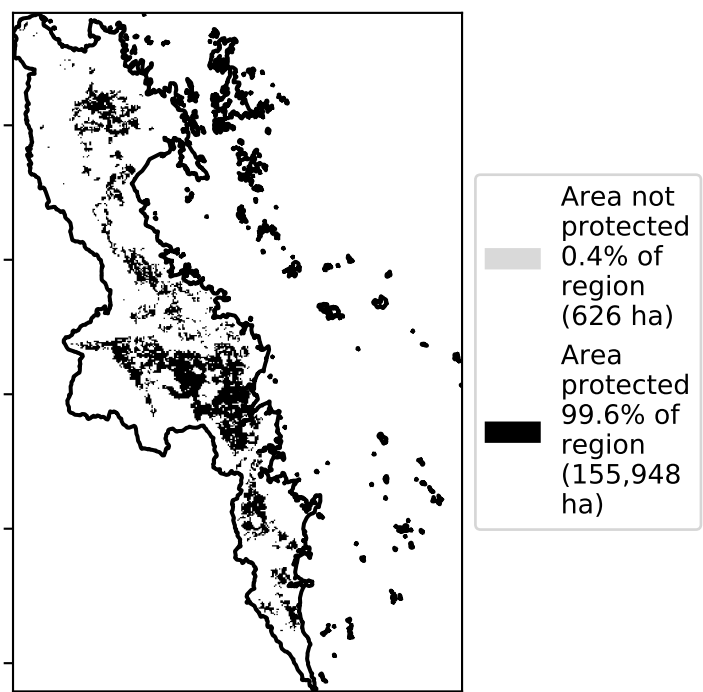 Area not
protected
0.4% of
region
(626 ha)
Area
protected
99.6% of
region
(155,948
ha)